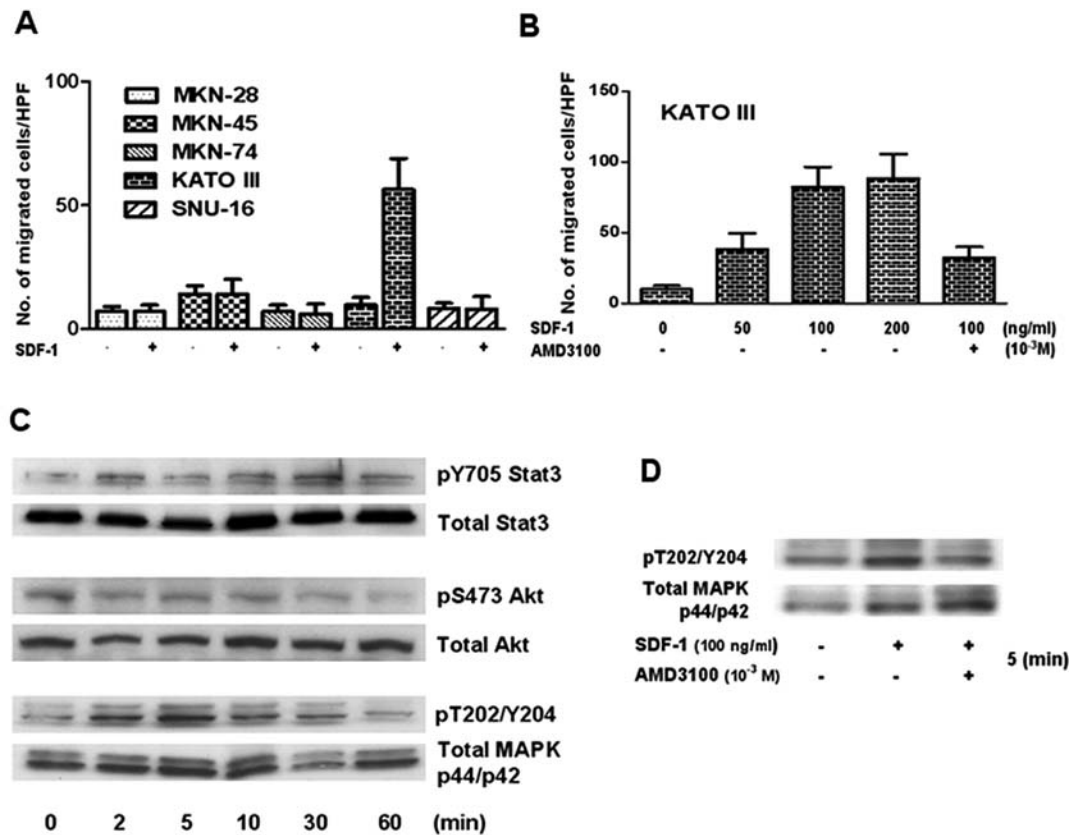 A
No. of migrated cells/HPF
100
50
0
MKN-28
MKN-45
MKN-74
KATO III
SNU-16
SDF-1 - + - + - + - + - +
B
No. of migrated cells/HPF
150
100
50
0
KATO III
SDF-1 0 50 100 200 100 (ng/ml)
AMD3100 - - - - + (10⁻³M)
C
pY705 Stat3
Total Stat3
pS473 Akt
Total Akt
pT202/Y204
Total MAPK
p44/p42
0 2 5 10 30 60 (min)
D
pT202/Y204
Total MAPK
p44/p42
SDF-1 (100 ng/ml) - + +
AMD3100 (10⁻³ M) - - +
5 (min)